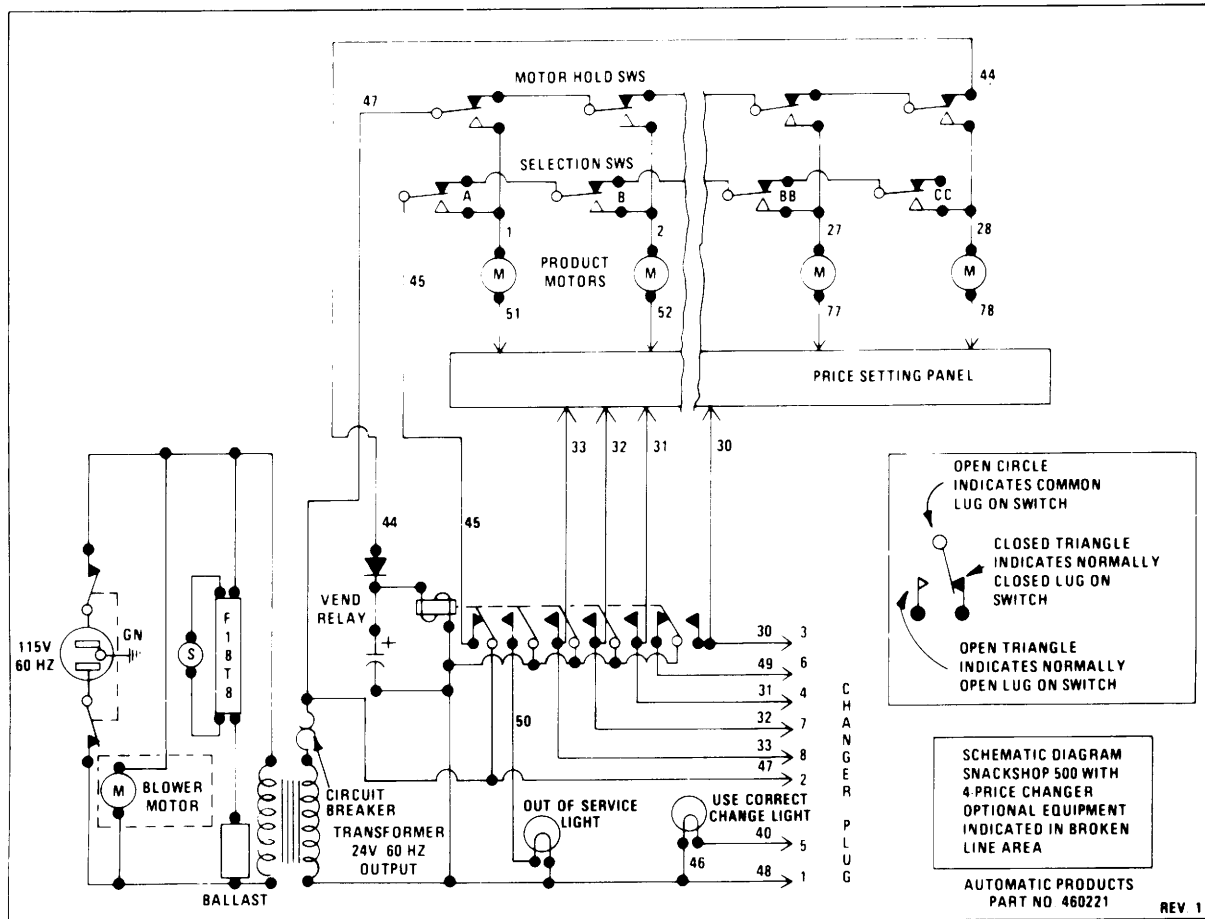 44
MOTOR HOLD SWS
47
SELECTION SWS
A
B
BB
CC
1
2
27
28
PRODUCT
MOTORS
M
M
M
M
45
51
52
77
78
PRICE SETTING PANEL
33
32
31
30
OPEN CIRCLE
INDICATES COMMON
LUG ON SWITCH
CLOSED TRIANGLE
INDICATES NORMALLY
CLOSED LUG ON
SWITCH
OPEN TRIANGLE
INDICATES NORMALLY
OPEN LUG ON SWITCH
44
45
VEND
RELAY
+
115V
60 HZ
GN
S
F18T8
M
BLOWER
MOTOR
BALLAST
CIRCUIT
BREAKER
TRANSFORMER
24V 60 HZ
OUTPUT
50
OUT OF SERVICE
LIGHT
USE CORRECT
CHANGE LIGHT
46
30 3
49 6
31 4
32 7
33 8
47 2
40 5
48 1
CHANGER PLUG
SCHEMATIC DIAGRAM
SNACKSHOP 500 WITH
4-PRICE CHANGER
OPTIONAL EQUIPMENT
INDICATED IN BROKEN
LINE AREA
AUTOMATIC PRODUCTS
PART NO. 460221
REV. 1